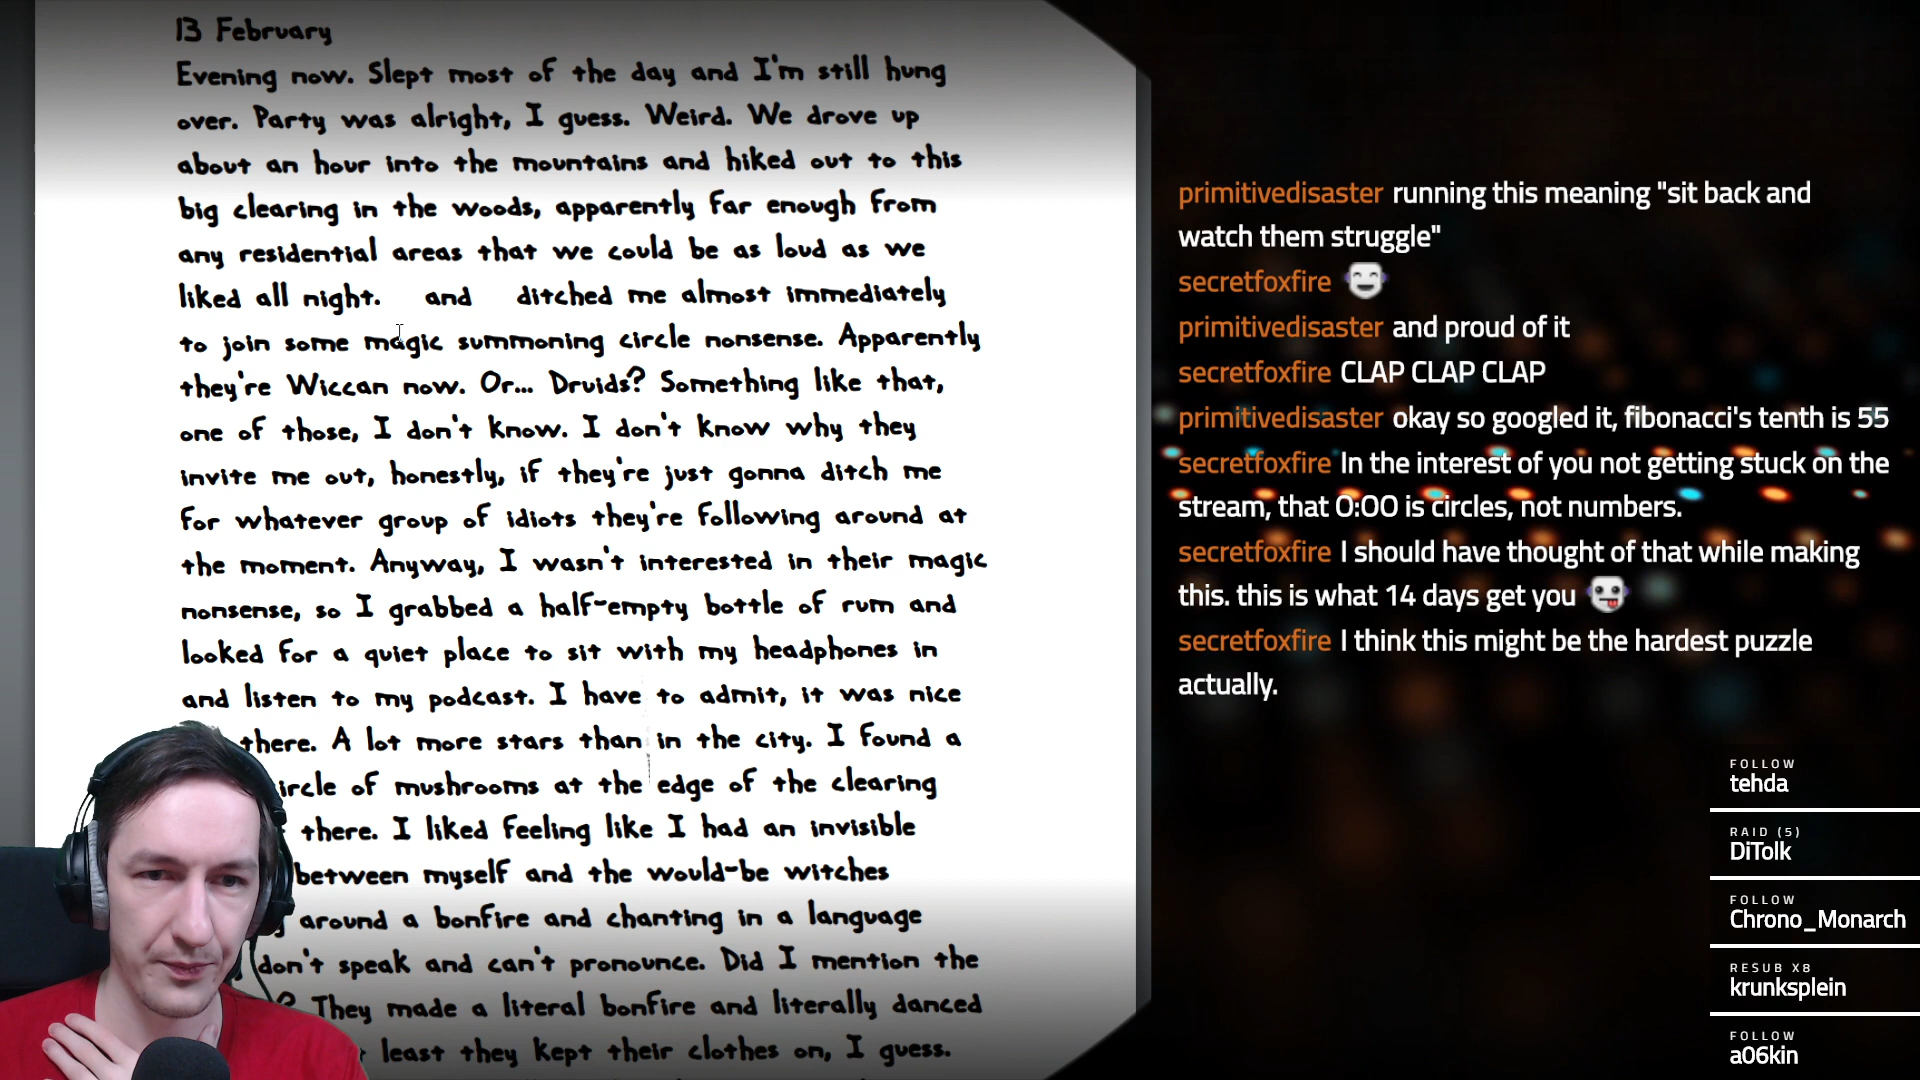 13 February
Evening now. Slept most of the day and I'm still hung
over. Party was alright, I guess. Weird. We drove up
about an hour into the mountains and hiked out to this
big clearing in the woods, apparently far enough from
any residential areas that we could be as loud as we
liked all night. and ditched me almost immediately
to join some magic summoning circle nonsense. Apparently
they're Wiccan now. Or... Druids? Something like that,
one of those, I don't know. I don't know why they
invite me out, honestly, if they're just gonna ditch me
for whatever group of idiots they're following around at
the moment. Anyway, I wasn't interested in their magic
nonsense, so I grabbed a half-empty bottle of rum and
looked for a quiet place to sit with my headphones in
and listen to my podcast. I have to admit, it was nice
there. A lot more stars than in the city. I found a
ircle of mushrooms at the edge of the clearing
there. I liked feeling like I had an invisible
between myself and the would-be witches
around a bonfire and chanting in a language
don't speak and can't pronounce. Did I mention the
? They made a literal bonfire and literally danced
least they kept their clothes on, I guess.
primitivedisaster running this meaning "sit back and
watch them struggle"
secretfoxfire
primitivedisaster and proud of it
secretfoxfire CLAP CLAP CLAP
primitivedisaster okay so googled it, fibonacci's tenth is 55
secretfoxfire In the interest of you not getting stuck on the
stream, that O:OO is circles, not numbers.
secretfoxfire I should have thought of that while making
this. this is what 14 days get you
secretfoxfire I think this might be the hardest puzzle
actually.
FOLLOW
tehda
RAID (5)
DiTolk
FOLLOW
Chrono_Monarch
RESUB X8
krunksplein
FOLLOW
a06kin